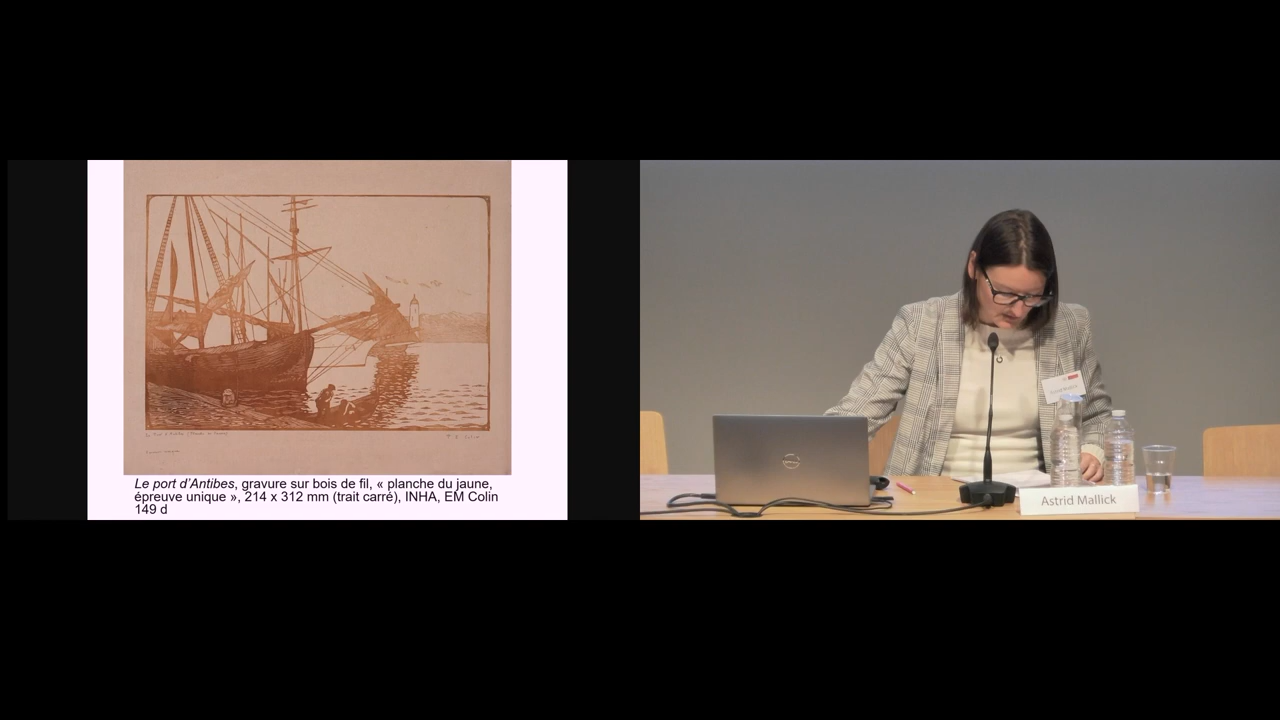 Le port d’Antibes, gravure sur bois de fil, « planche du jaune,
épreuve unique », 214 x 312 mm (trait carré), INHA, EM Colin
149 d
Astrid Mallick